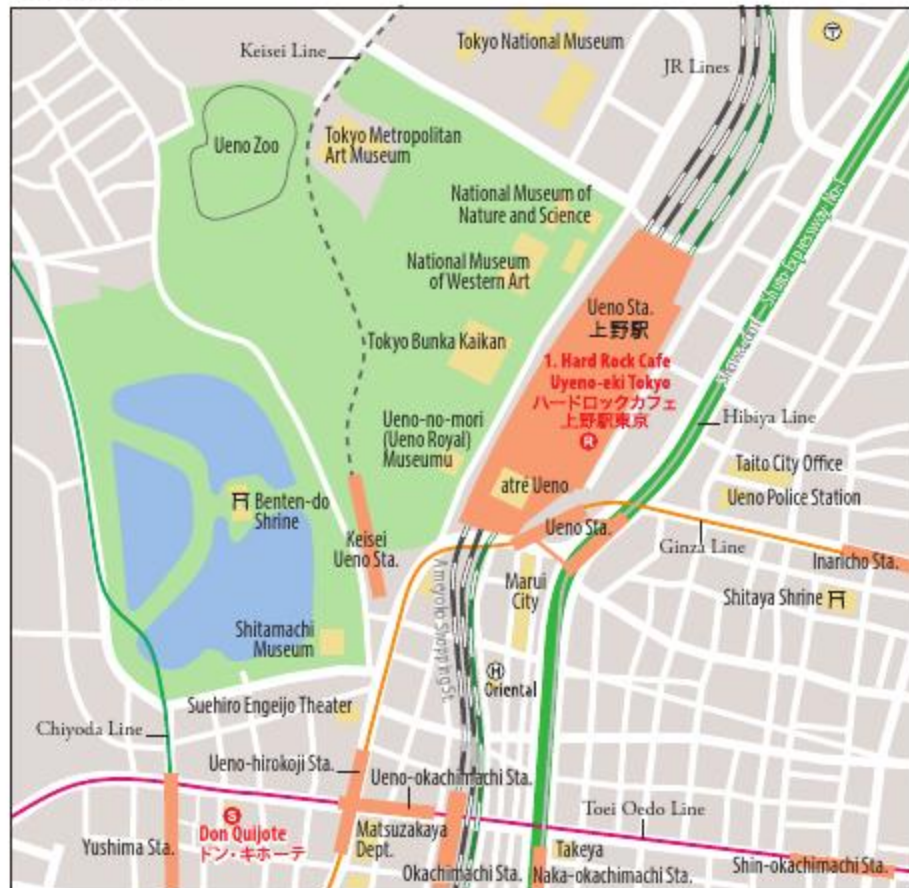 Keisei Line
Tokyo National Museum
JR Lines
Ⓣ
Ueno Zoo
Tokyo Metropolitan
Art Museum
National Museum of
Nature and Science
National Museum
of Western Art
Ueno Sta.
上野駅
Tokyo Bunka Kaikan
1. Hard Rock Cafe
Uyeno-eki Tokyo
ハードロックカフェ
上野駅東京
R
Shuto Expressway No.1
Hibiya Line
Ueno-no-mori
(Ueno Royal)
Museumu
Taito City Office
Ueno Police Station
atré Ueno
Benten-do
Shrine
Keisei
Ueno Sta.
Ueno Sta.
Ginza Line
Inaricho Sta.
Marui
City
Shitaya Shrine
Ameyoko Shopping St.
Shitamachi
Museum
H
Oriental
Suehiro Engeijo Theater
Chiyoda Line
Ueno-hirokoji Sta.
Ueno-okachimachi Sta.
Toei Oedo Line
S
Don Quijote
ドン・キホーテ
Yushima Sta.
Matsuzakaya
Dept.
Takeya
Okachimachi Sta.
Naka-okachimachi Sta.
Shin-okachimachi Sta.